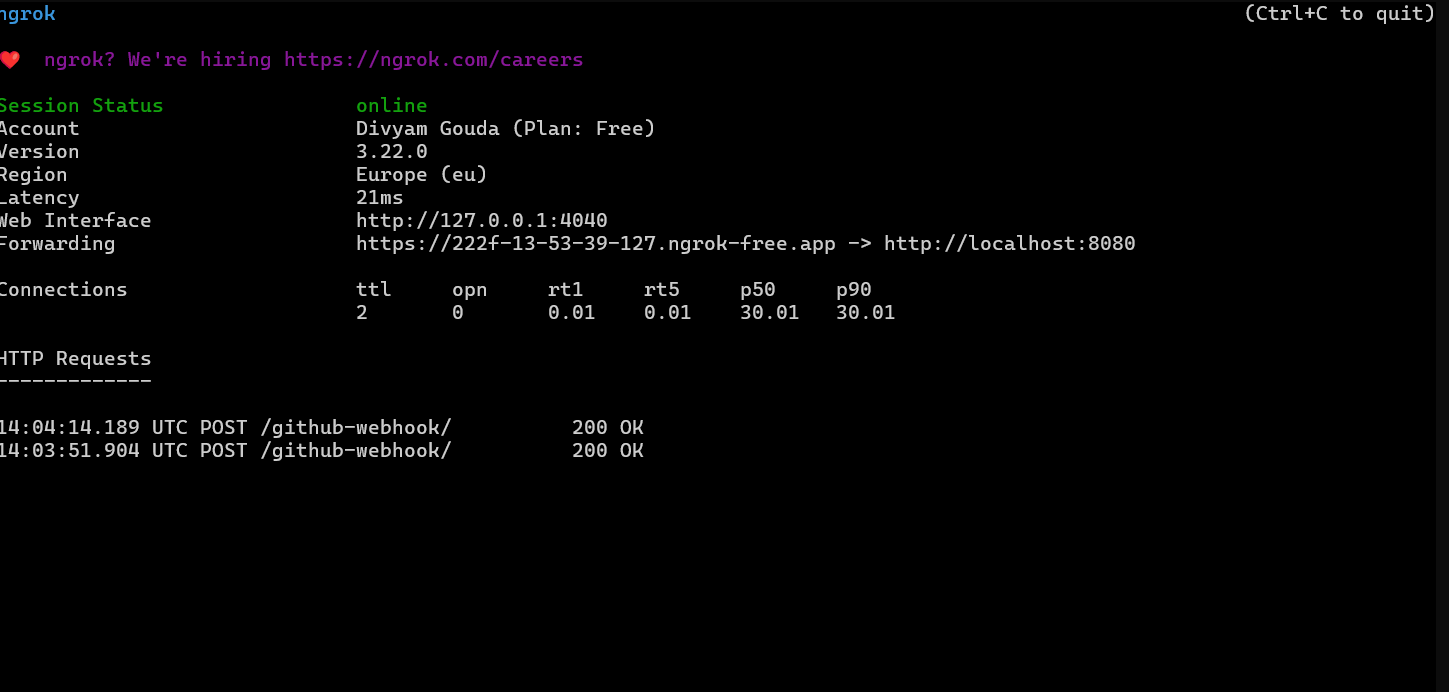 ngrok (Ctrl+C to quit)
❤️ ngrok? We're hiring https://ngrok.com/careers
Session Status online
Account Divyam Gouda (Plan: Free)
Version 3.22.0
Region Europe (eu)
Latency 21ms
Web Interface http://127.0.0.1:4040
Forwarding https://222f-13-53-39-127.ngrok-free.app -> http://localhost:8080
Connections ttl opn rt1 rt5 p50 p90
2 0 0.01 0.01 30.01 30.01
HTTP Requests
-------------
14:04:14.189 UTC POST /github-webhook/ 200 OK
14:03:51.904 UTC POST /github-webhook/ 200 OK